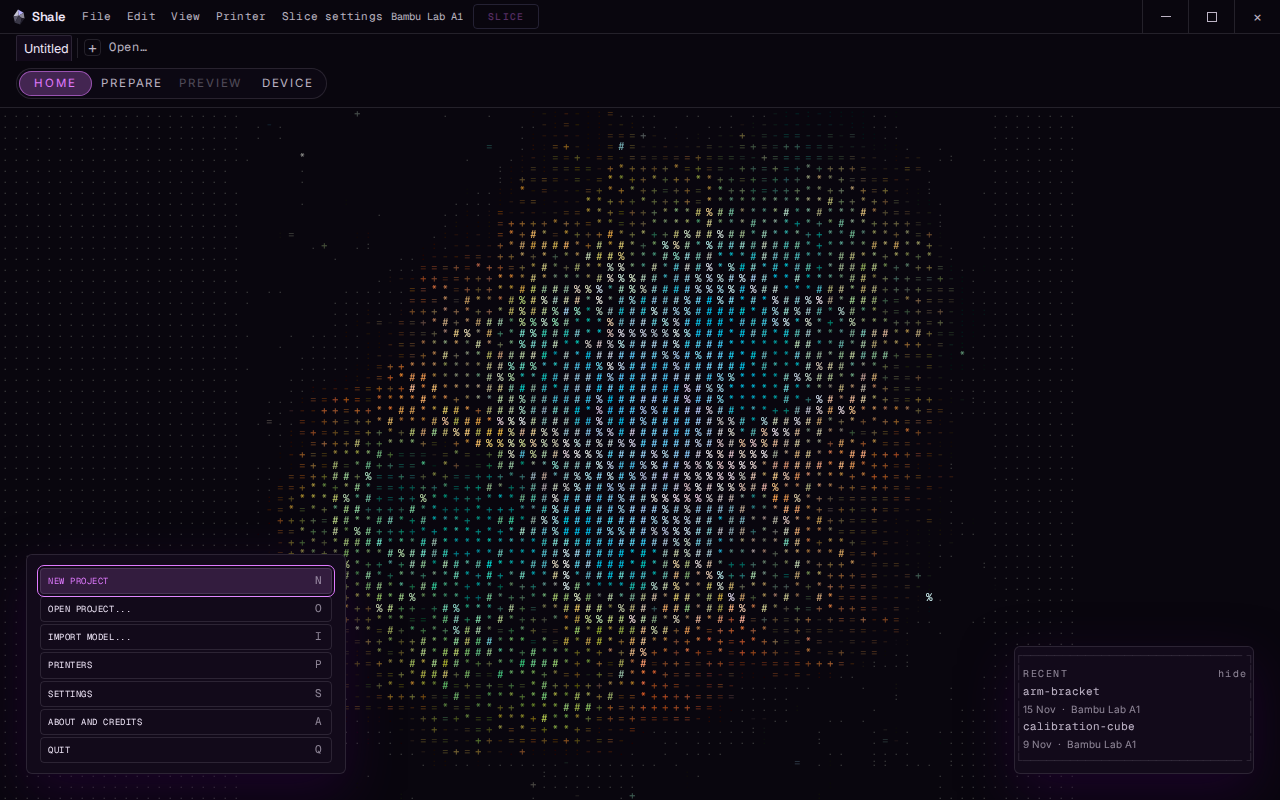 Shale File Edit View Printer Slice settings Bambu Lab A1 SLICE
Untitled + Open…
HOME PREPARE PREVIEW DEVICE
NEW PROJECT N
OPEN PROJECT... O
IMPORT MODEL... I
PRINTERS P
SETTINGS S
ABOUT AND CREDITS A
QUIT Q
RECENT hide
arm-bracket
15 Nov · Bambu Lab A1
calibration-cube
9 Nov · Bambu Lab A1